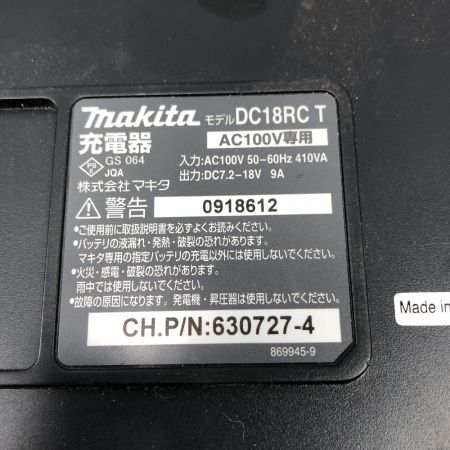 makita モデル DC18RC T
充電器 AC100V専用
PS E GS 064
JQA
入力:AC100V 50-60Hz 410VA
出力:DC7.2-18V 9A
株式会社 マキタ
警告 0918612
•ご使用前に取扱説明書を必ずよくお読みください。
•バッテリの液漏れ・発熱・破裂の恐れがあります。
マキタ専用の指定バッテリの充電以外には使用しないでください。
•火災・感電・破裂の恐れがあります。
雨中では使用しないでください。
•故障の原因になります。発電機・昇圧器は使用しないでください。
CH.P/N:630727-4
869945-9
Made in